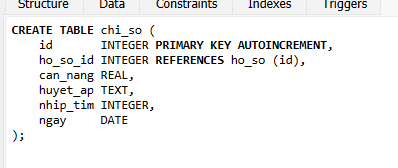 Structure Data Constraints Indexes Triggers
CREATE TABLE chi_so (
    id        INTEGER PRIMARY KEY AUTOINCREMENT,
    ho_so_id  INTEGER REFERENCES ho_so (id),
    can_nang  REAL,
    huyet_ap  TEXT,
    nhip_tim  INTEGER,
    ngay      DATE
);